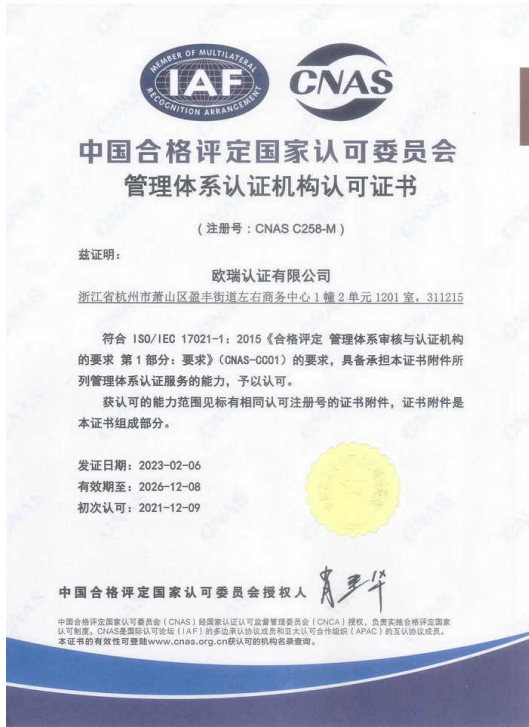 MEMBER OF MULTILATERAL
IAF
RECOGNITION ARRANGEMENT
CNAS
中国合格评定国家认可委员会
管理体系认证机构认可证书
(注册号:CNAS C258-M)
兹证明:
欧瑞认证有限公司
浙江省杭州市萧山区盈丰街道左右商务中心1幢2单元1201室，311215
符合 ISO/IEC 17021-1：2015《合格评定 管理体系审核与认证机构
的要求 第1部分：要求》(CNAS-CC01) 的要求，具备承担本证书附件所
列管理体系认证服务的能力，予以认可。
获认可的能力范围见标有相同认可注册号的证书附件，证书附件是
本证书组成部分。
发证日期：2023-02-06
有效期至：2026-12-08
初次认可：2021-12-09
中国合格评定国家认可委员会授权人
中国合格评定国家认可委员会（CNAS）经国家认证认可监督管理委员会（CNCA）授权，负责实施合格评定国家
认可制度。CNAS是国际认可论坛（IAF）的多边承认协议成员和亚太认可合作组织（APAC）的互认协议成员。
本证书的有效性可登陆www.cnas.org.cn获认可的机构名录查询。